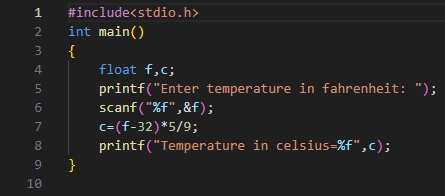 1 #include<stdio.h>
2 int main()
3 {
4     float f,c;
5     printf("Enter temperature in fahrenheit: ");
6     scanf("%f",&f);
7     c=(f-32)*5/9;
8     printf("Temperature in celsius=%f",c);
9 }
10